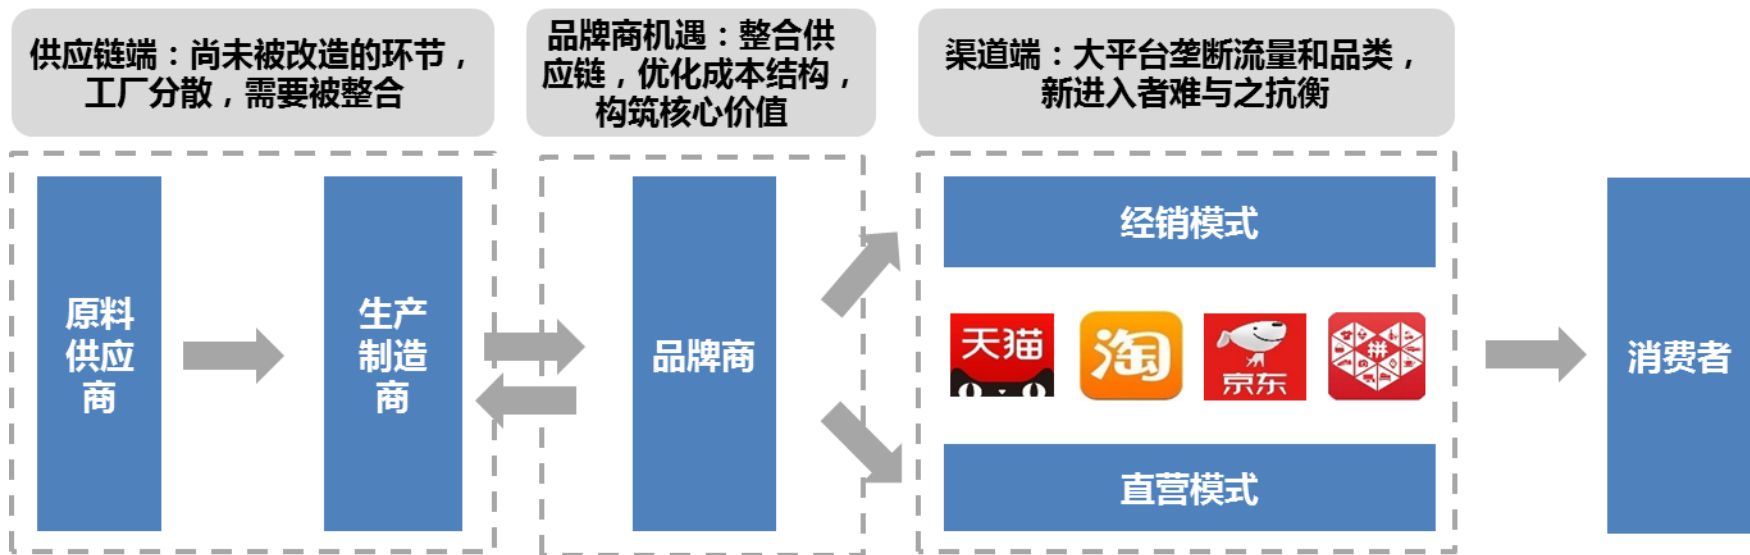 供应链端：尚未被改造的环节，
工厂分散，需要被整合
品牌商机遇：整合供
应链，优化成本结构，
构筑核心价值
渠道端：大平台垄断流量和品类，
新进入者难与之抗衡
原料
供应
商
生产
制造
商
品牌商
经销模式
天猫
淘
京东
拼
直营模式
消费者